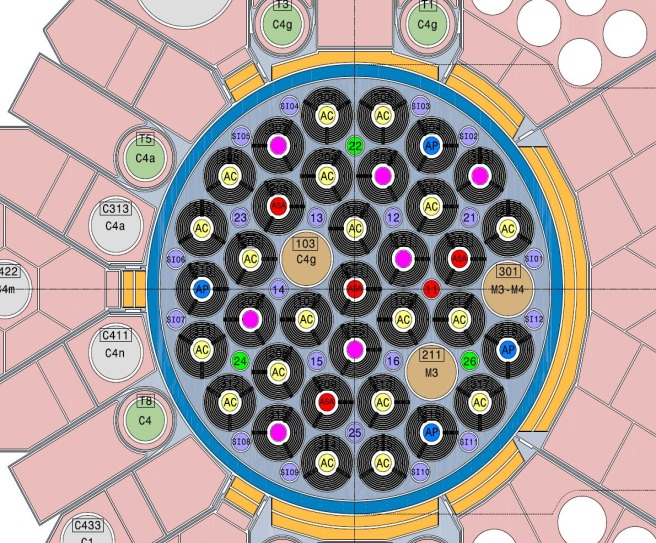 T3
C4g
T1
C4g
SI04
AC
AC
SI03
SI05
22
AP
SI02
T5
C4a
AC
AC
AC
C313
C4a
23
13
12
21
AC
AC
AC
103
C4g
SI06
AC
SI01
422
C4m
AP
14
11
301
M3-M4
SI07
AC
AC
AC
SI12
C411
C4n
AC
24
15
16
26
AP
211
M3
AC
T8
C4
AC
AC
AC
SI08
25
AP
SI11
SI09
AC
AC
SI10
C433
C1